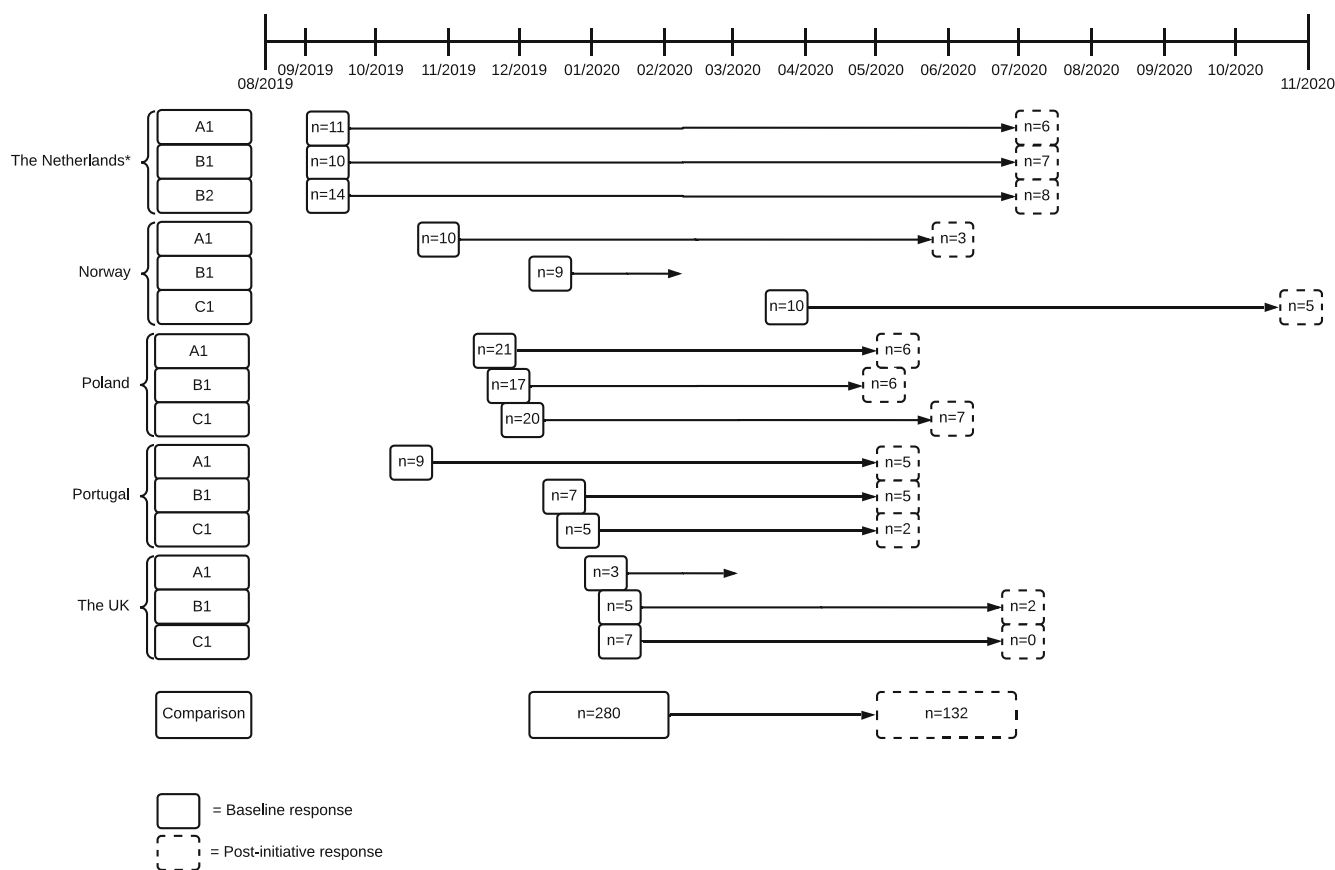 09/2019 10/2019 11/2019 12/2019 01/2020 02/2020 03/2020 04/2020 05/2020 06/2020 07/2020 08/2020 09/2020 10/2020
08/2019 11/2020
A1 n=11 n=6
The Netherlands* B1 n=10 n=7
B2 n=14 n=8
A1 n=10 n=3
Norway B1 n=9
C1 n=10 n=5
A1 n=21 n=6
Poland B1 n=17 n=6
C1 n=20 n=7
A1 n=9 n=5
Portugal B1 n=7 n=5
C1 n=5 n=2
A1 n=3
The UK B1 n=5 n=2
C1 n=7 n=0
Comparison n=280 n=132
= Baseline response
= Post-initiative response